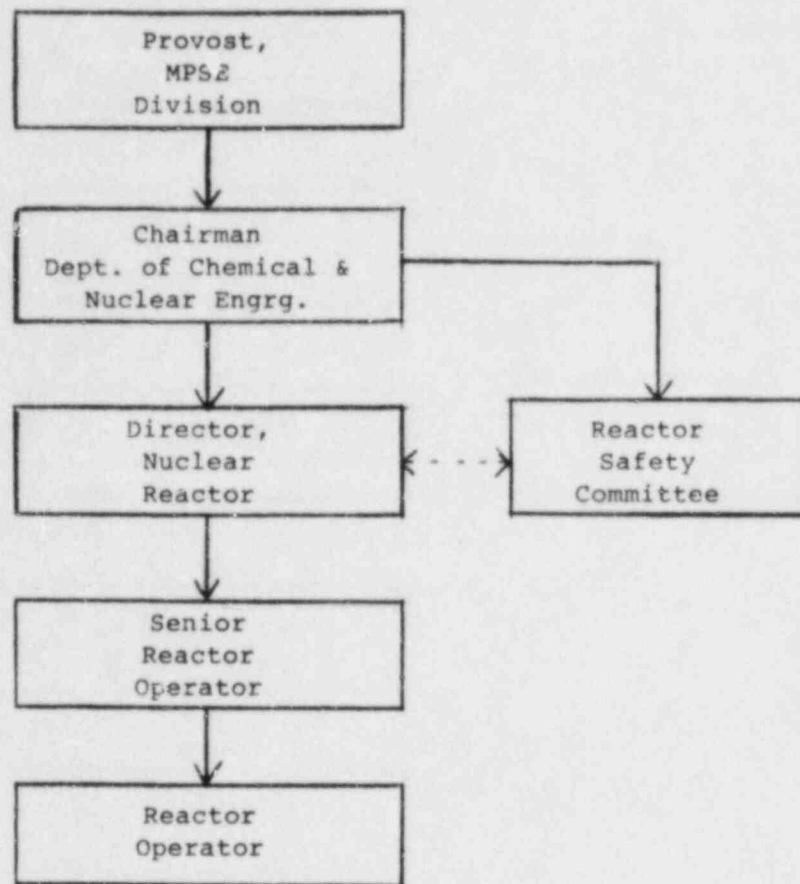 Provost,
MPSE
Division
Chairman
Dept. of Chemical &
Nuclear Engrg.
Director,
Nuclear
Reactor
Reactor
Safety
Committee
Senior
Reactor
Operator
Reactor
Operator